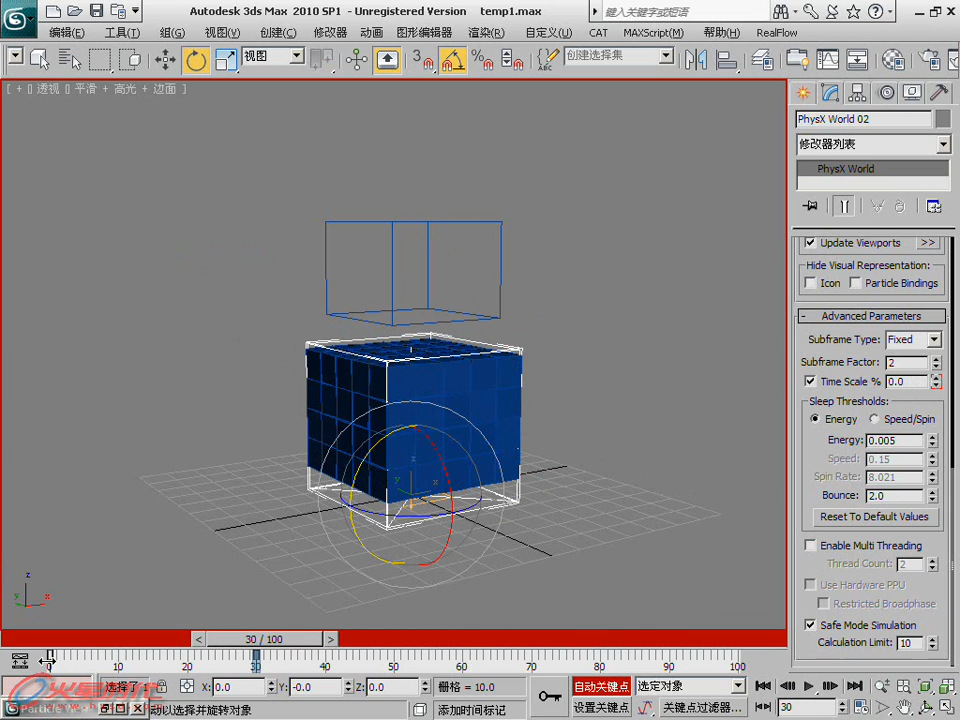 Autodesk 3ds Max 2010 SP1 - Unregistered Version temp1.max
键入关键字或短语
编辑(E) 工具(T) 组(G) 视图(V) 创建(C) 修改器 动画 图形编辑器 渲染(R) 自定义(U) CAT MAXScript(M) 帮助(H) RealFlow
视图
3
%
ABC
创建选择集
[ + [] 透视 [] 平滑 + 高光 + 边面 ]
PhysX World 02
修改器列表
PhysX World
Update Viewports >>
Hide Visual Representation:
Icon Particle Bindings
- Advanced Parameters
Subframe Type: Fixed
Subframe Factor: 2
Time Scale % 0.0
Sleep Thresholds:
Energy Speed/Spin
Energy: 0.005
Speed: 0.15
Spin Rate: 8.021
Bounce: 2.0
Reset To Default Values
Enable Multi Threading
Thread Count: 2
Use Hardware PPU
Restricted Broadphase
Safe Mode Simulation
Calculation Limit: 10
z
y x
z
y x
< 30 / 100 >
0 10 20 30 40 50 60 70 80 90 100
选择了 1
X: 0.0 Y: -0.0 Z: 0.0
栅格 = 10.0
自动关键点 选定对象
动以选择并旋转对象
添加时间标记
设置关键点 关键点过滤器...
30